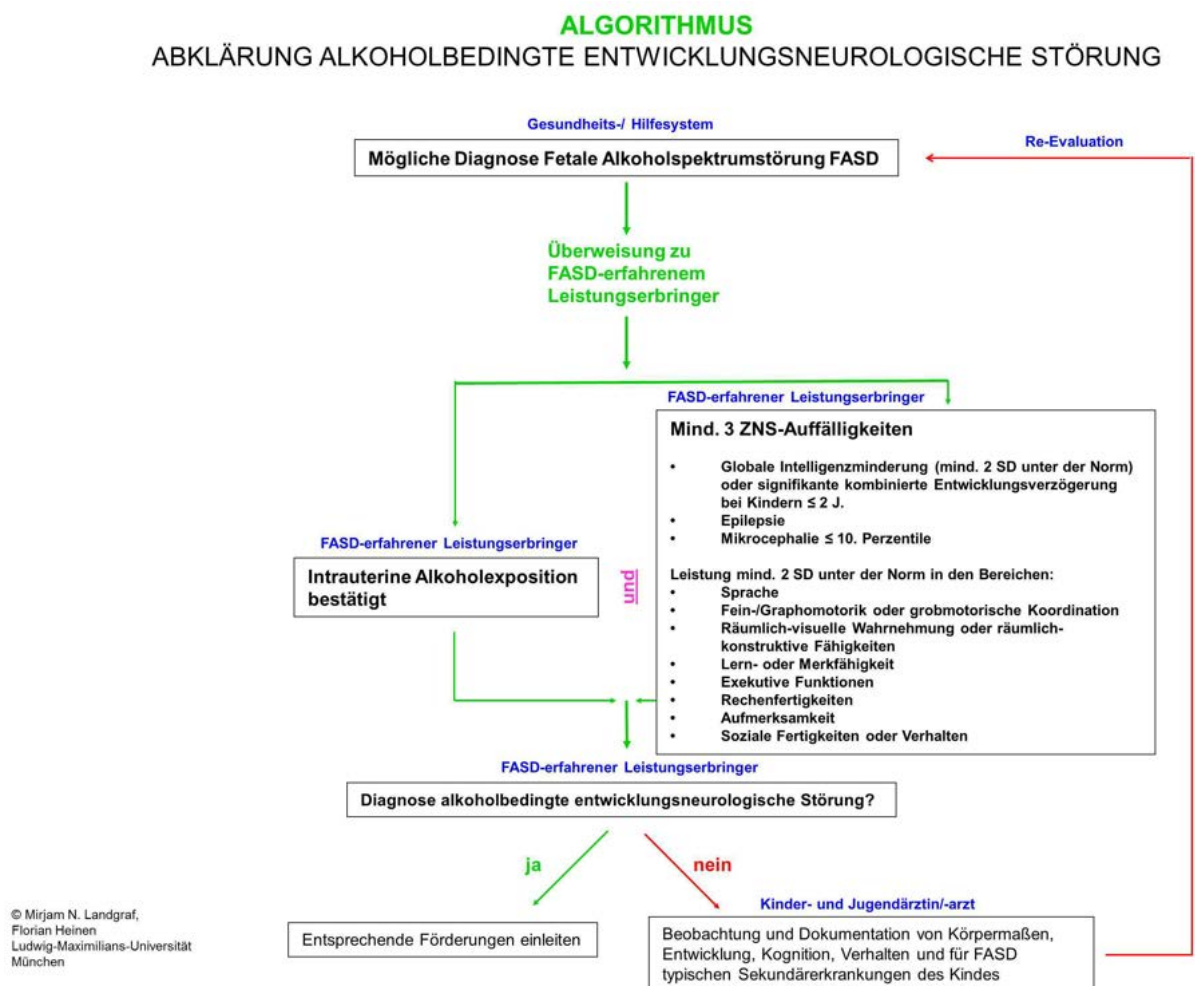 ALGORITHMUS
ABKLÄRUNG ALKOHOLBEDINGTE ENTWICKLUNGSNEUROLOGISCHE STÖRUNG
Gesundheits-/ Hilfesystem
Mögliche Diagnose Fetale Alkoholspektrumstörung FASD
Re-Evaluation
Überweisung zu
FASD-erfahrenem
Leistungserbringer
FASD-erfahrener Leistungserbringer
Intrauterine Alkoholexposition
bestätigt
und
FASD-erfahrener Leistungserbringer
Mind. 3 ZNS-Auffälligkeiten
• Globale Intelligenzminderung (mind. 2 SD unter der Norm)
oder signifikante kombinierte Entwicklungsverzögerung
bei Kindern ≤ 2 J.
• Epilepsie
• Mikrocephalie ≤ 10. Perzentile
Leistung mind. 2 SD unter der Norm in den Bereichen:
• Sprache
• Fein-/Graphomotorik oder grobmotorische Koordination
• Räumlich-visuelle Wahrnehmung oder räumlich-
konstruktive Fähigkeiten
• Lern- oder Merkfähigkeit
• Exekutive Funktionen
• Rechenfertigkeiten
• Aufmerksamkeit
• Soziale Fertigkeiten oder Verhalten
FASD-erfahrener Leistungserbringer
Diagnose alkoholbedingte entwicklungsneurologische Störung?
ja
nein
Entsprechende Förderungen einleiten
Kinder- und Jugendärztin/-arzt
Beobachtung und Dokumentation von Körpermaßen,
Entwicklung, Kognition, Verhalten und für FASD
typischen Sekundärerkrankungen des Kindes
© Mirjam N. Landgraf,
Florian Heinen
Ludwig-Maximilians-Universität
München